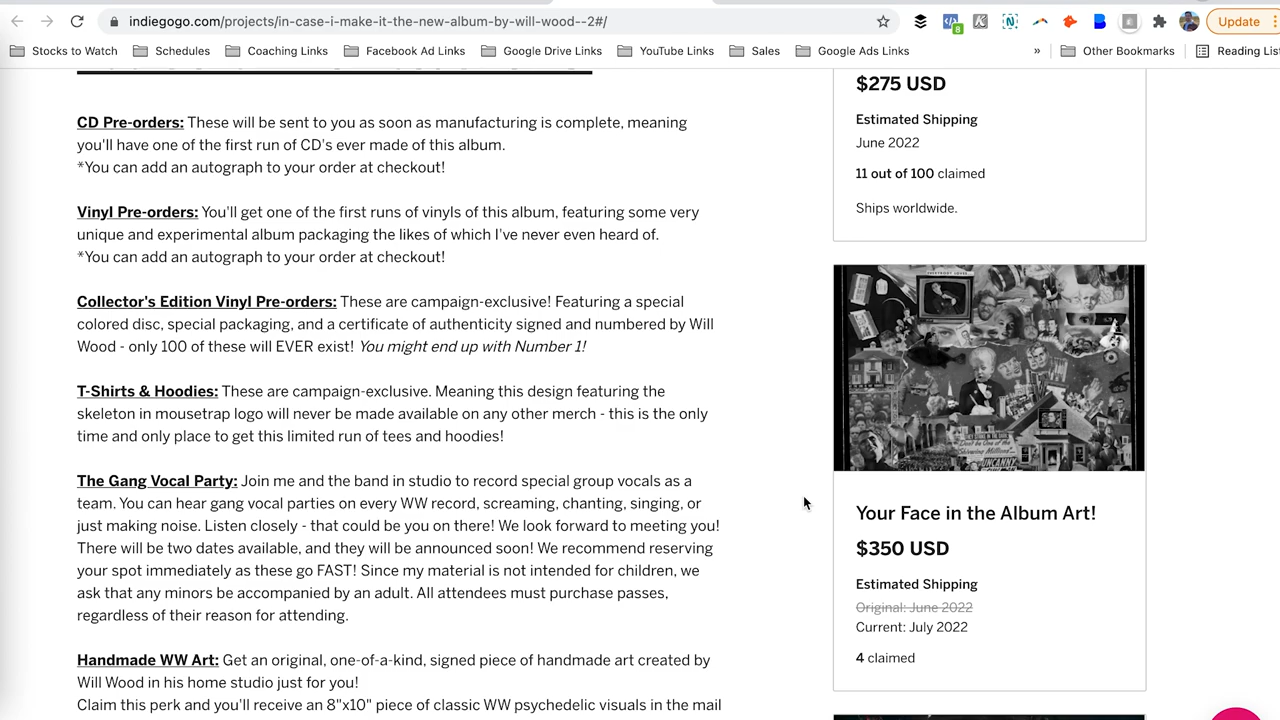 indiegogo.com/projects/in-case-i-make-it-the-new-album-by-will-wood--2#/
8
Update
Stocks to Watch
Schedules
Coaching Links
Facebook Ad Links
Google Drive Links
YouTube Links
Sales
Google Ads Links
»
Other Bookmarks
Reading List
CD Pre-orders: These will be sent to you as soon as manufacturing is complete, meaning
you'll have one of the first run of CD's ever made of this album.
*You can add an autograph to your order at checkout!
Vinyl Pre-orders: You'll get one of the first runs of vinyls of this album, featuring some very
unique and experimental album packaging the likes of which I've never even heard of.
*You can add an autograph to your order at checkout!
Collector's Edition Vinyl Pre-orders: These are campaign-exclusive! Featuring a special
colored disc, special packaging, and a certificate of authenticity signed and numbered by Will
Wood - only 100 of these will EVER exist! You might end up with Number 1!
T-Shirts & Hoodies: These are campaign-exclusive. Meaning this design featuring the
skeleton in mousetrap logo will never be made available on any other merch - this is the only
time and only place to get this limited run of tees and hoodies!
The Gang Vocal Party: Join me and the band in studio to record special group vocals as a
team. You can hear gang vocal parties on every WW record, screaming, chanting, singing, or
just making noise. Listen closely - that could be you on there! We look forward to meeting you!
There will be two dates available, and they will be announced soon! We recommend reserving
your spot immediately as these go FAST! Since my material is not intended for children, we
ask that any minors be accompanied by an adult. All attendees must purchase passes,
regardless of their reason for attending.
Handmade WW Art: Get an original, one-of-a-kind, signed piece of handmade art created by
Will Wood in his home studio just for you!
Claim this perk and you'll receive an 8"x10" piece of classic WW psychedelic visuals in the mail
$275 USD
Estimated Shipping
June 2022
11 out of 100 claimed
Ships worldwide.
UNCANNY
Your Face in the Album Art!
$350 USD
Estimated Shipping
Original: June 2022
Current: July 2022
4 claimed